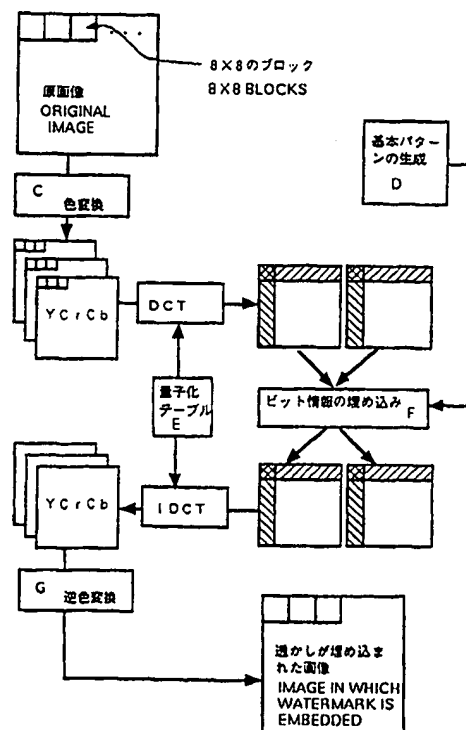 . . .
8×8のブロック
8×8 BLOCKS
原画像
ORIGINAL
IMAGE
基本パター
ンの生成
D
C
色変換
YCrCb
DCT
量子化
テーブル
E
ビット情報の埋め込み F
YCrCb
IDCT
G
逆色変換
透かしが埋め込ま
れた画像
IMAGE IN WHICH
WATERMARK IS
EMBEDDED